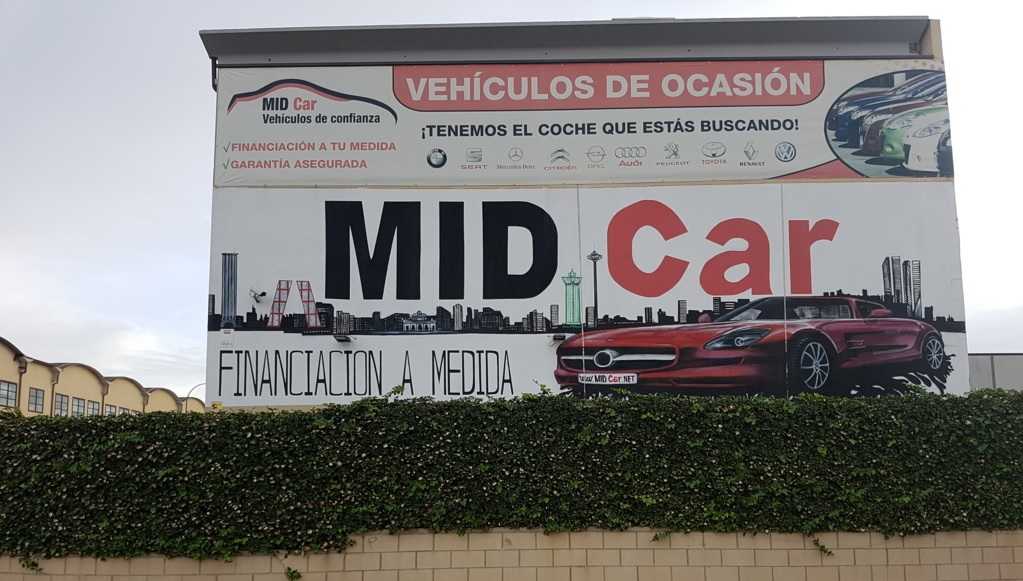 VEHÍCULOS DE OCASIÓN
MID Car
Vehículos de confianza
¡TENEMOS EL COCHE QUE ESTÁS BUSCANDO!
√FINANCIACIÓN A TU MEDIDA
√GARANTÍA ASEGURADA
SEAT Mercedes-Benz CITROËN OPEL Audi PEUGEOT TOYOTA RENAULT
MID Car
FINANCIACION A MEDIDA
WWW.MIDCar.NET